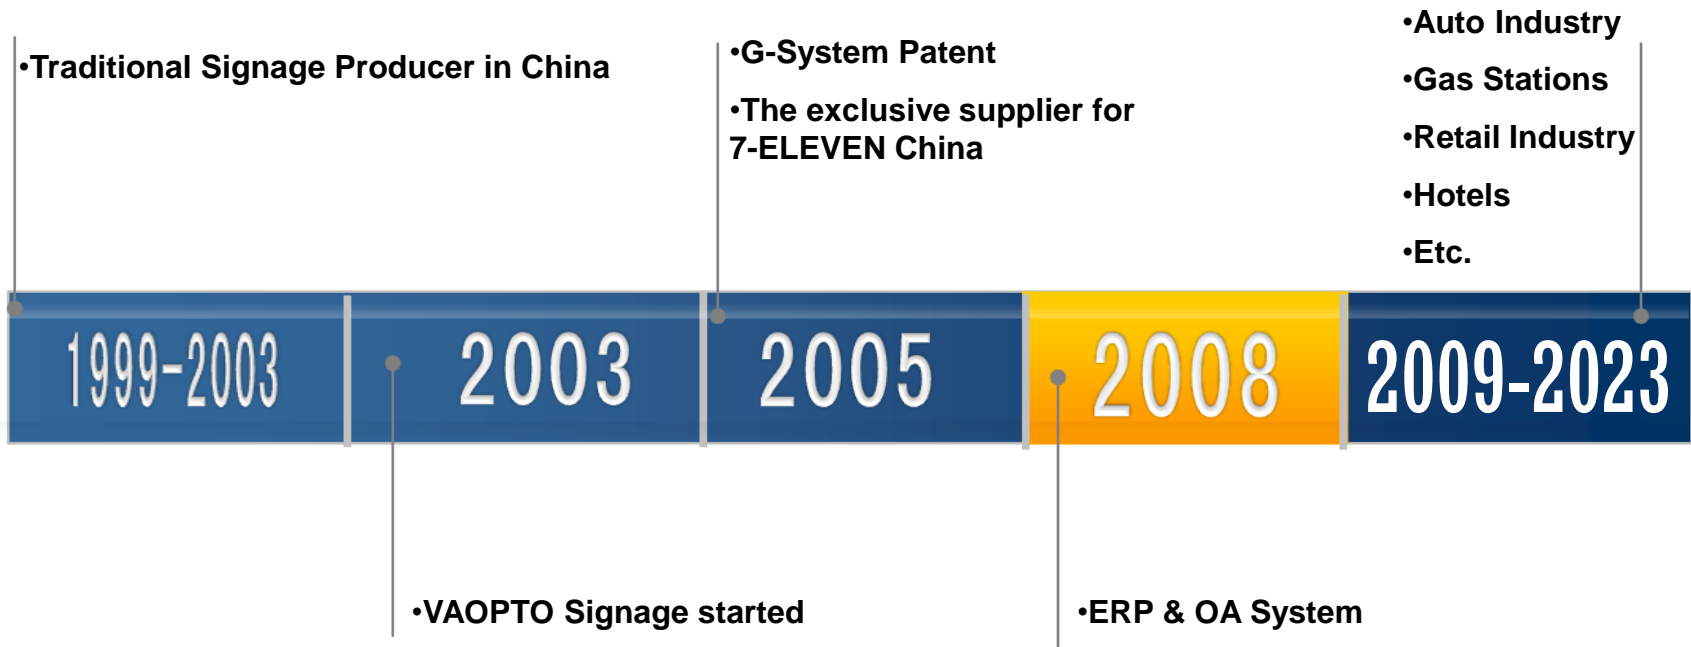 •Traditional Signage Producer in China
•G-System Patent
•The exclusive supplier for
7-ELEVEN China
•Auto Industry
•Gas Stations
•Retail Industry
•Hotels
•Etc.
1999-2003
2003
2005
2008
2009-2023
•VAOPTO Signage started
•ERP & OA System